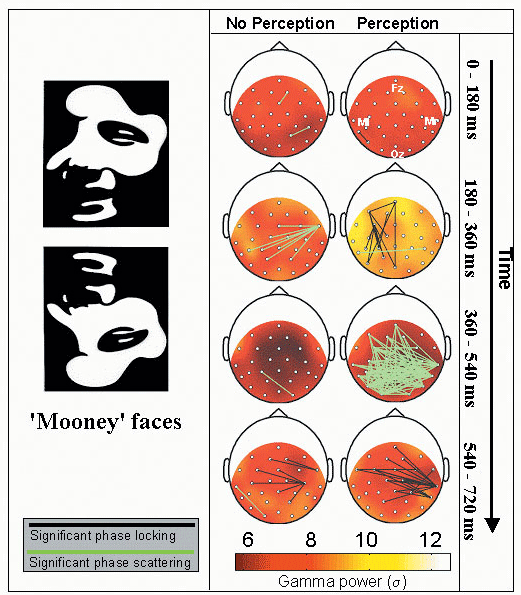 No Perception
Perception
Fz
Ml
Mr
Oz
0 - 180 ms
180 - 360 ms
360 - 540 ms
540 - 720 ms
Time
'Mooney' faces
Significant phase locking
Significant phase scattering
6 8 10 12
Gamma power (σ)